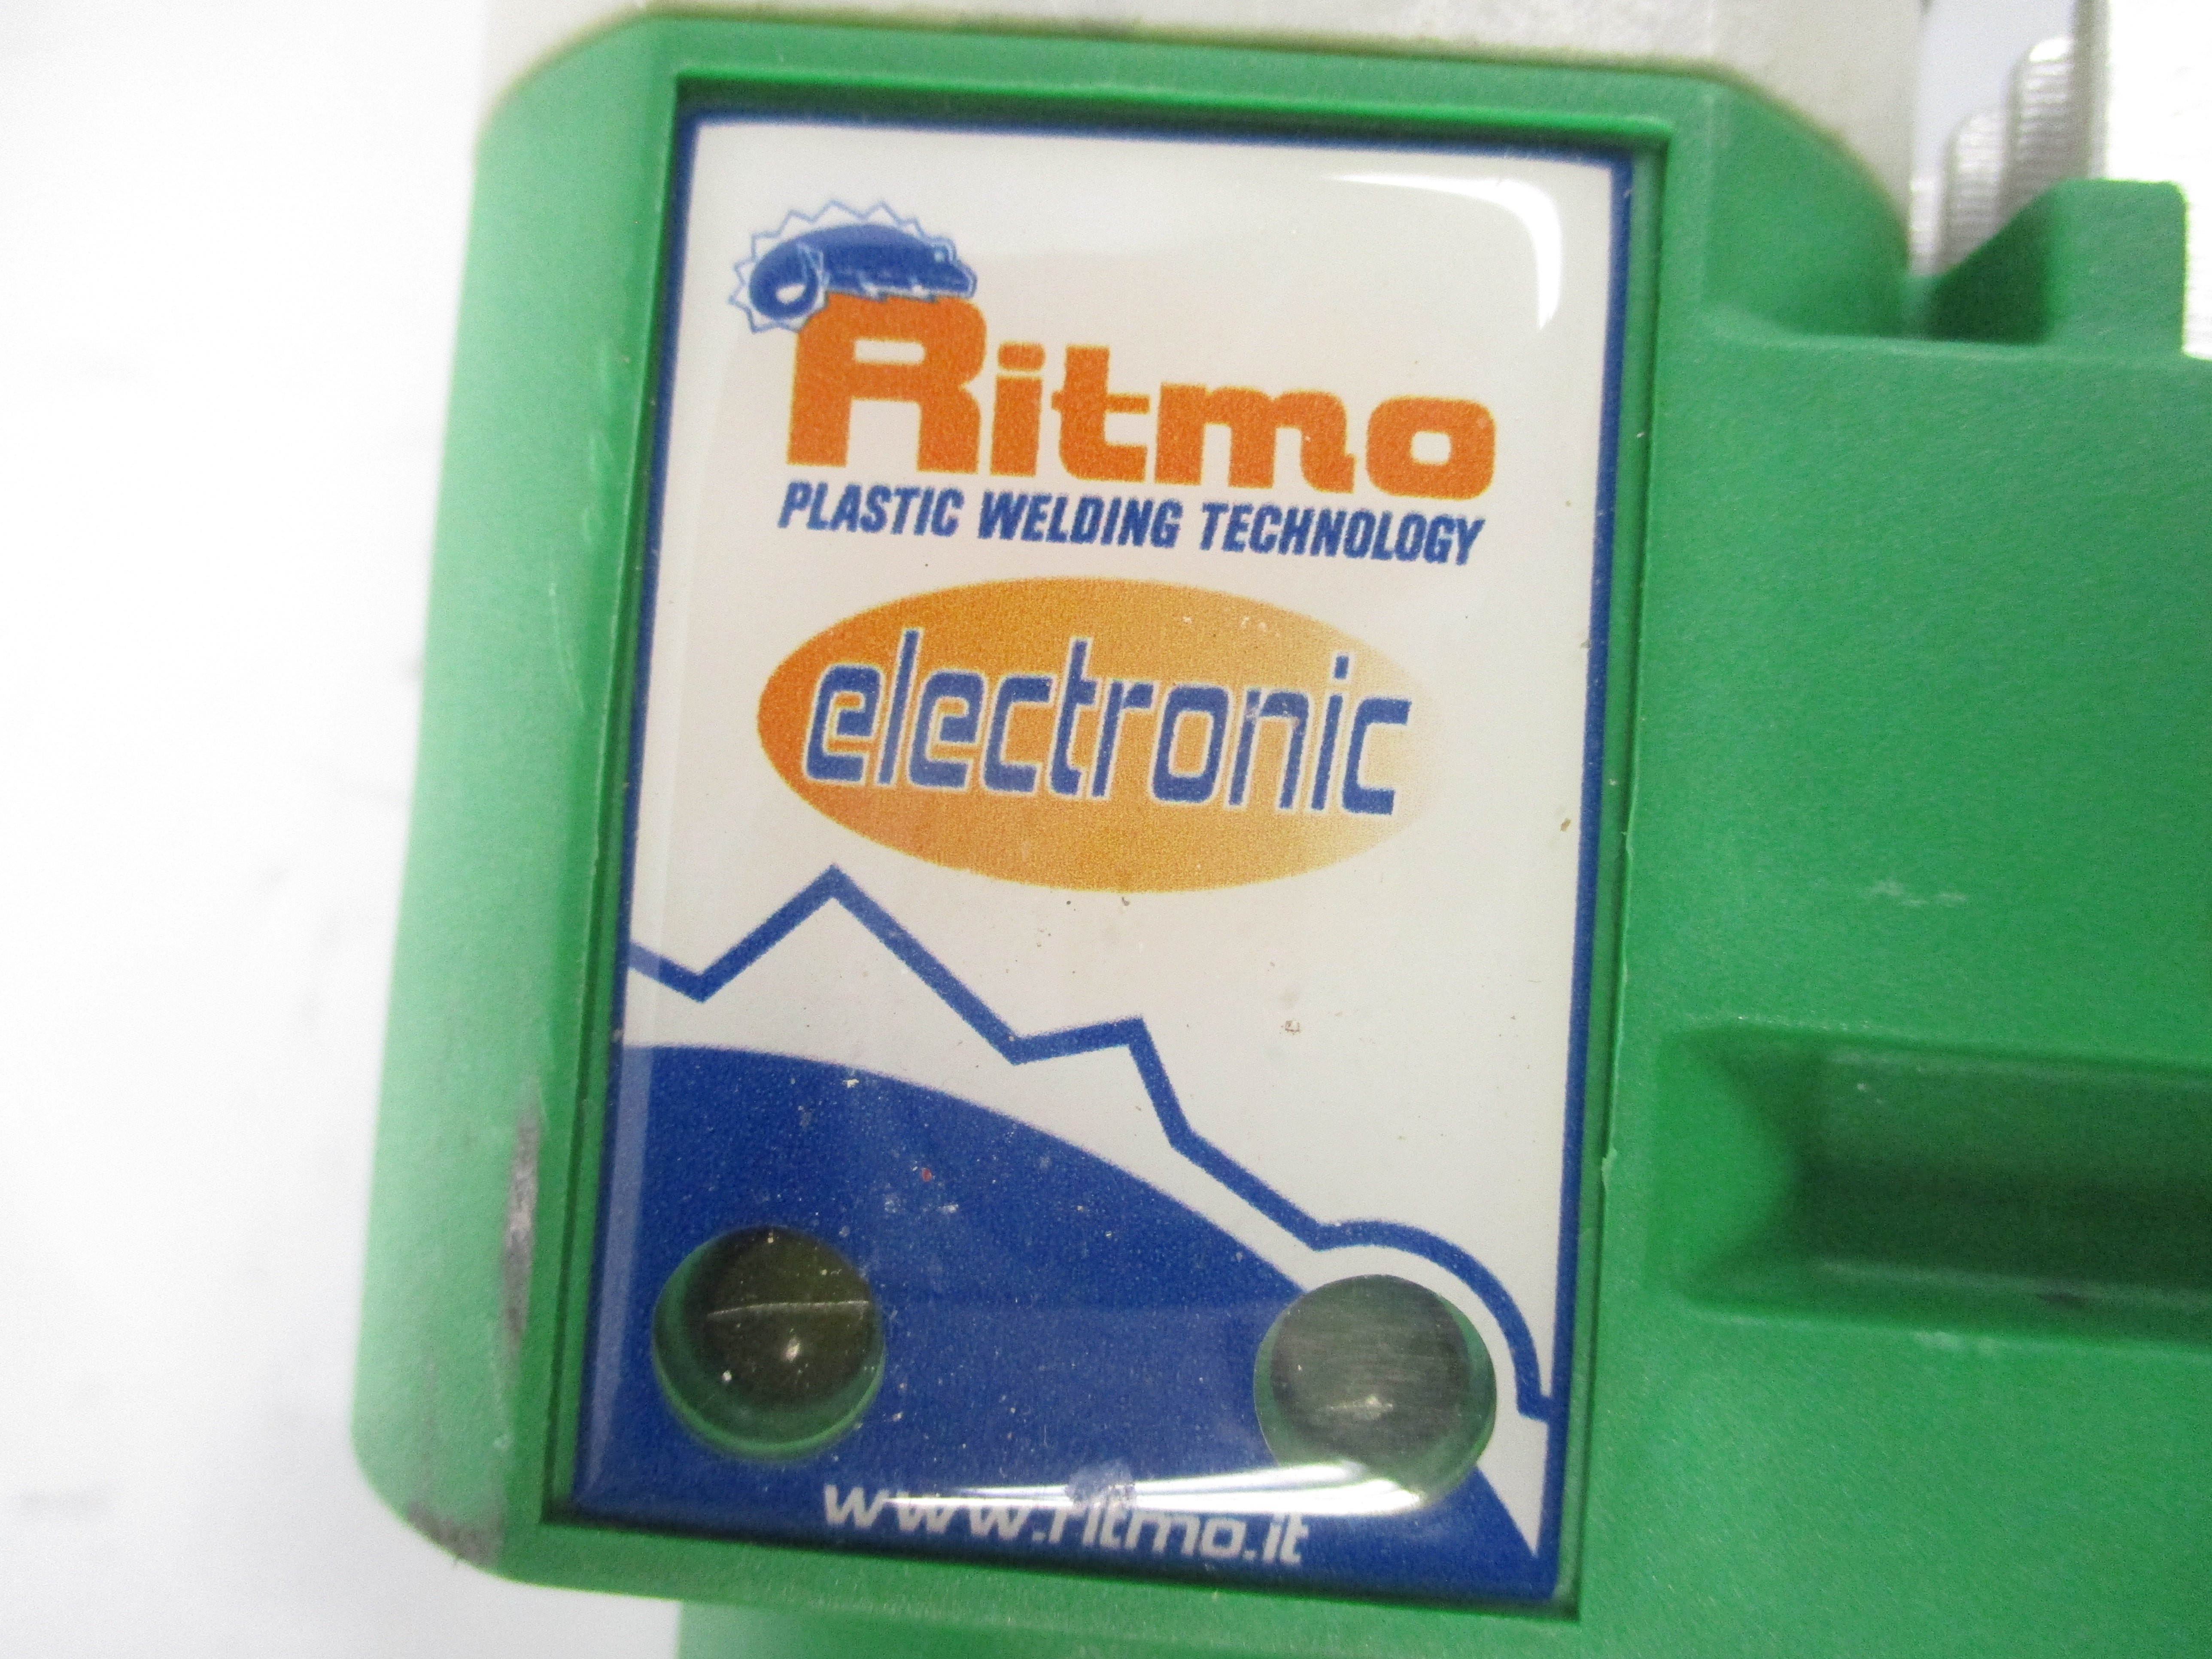 Ritmo
PLASTIC WELDING TECHNOLOGY
electronic
www.ritmo.it